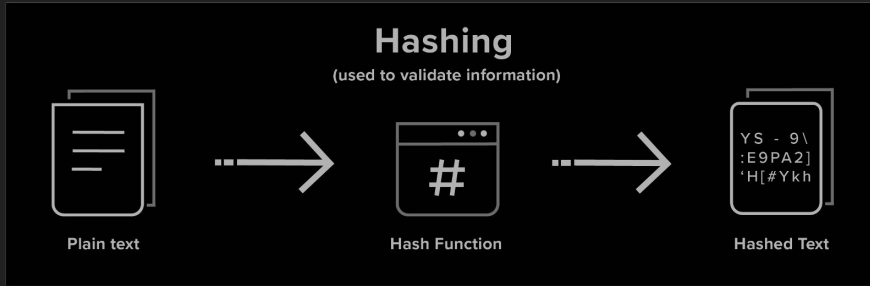 Hashing
(used to validate information)
#
YS - 9\
:E9PA2]
‘H[#Ykh
Plain text
Hash Function
Hashed Text